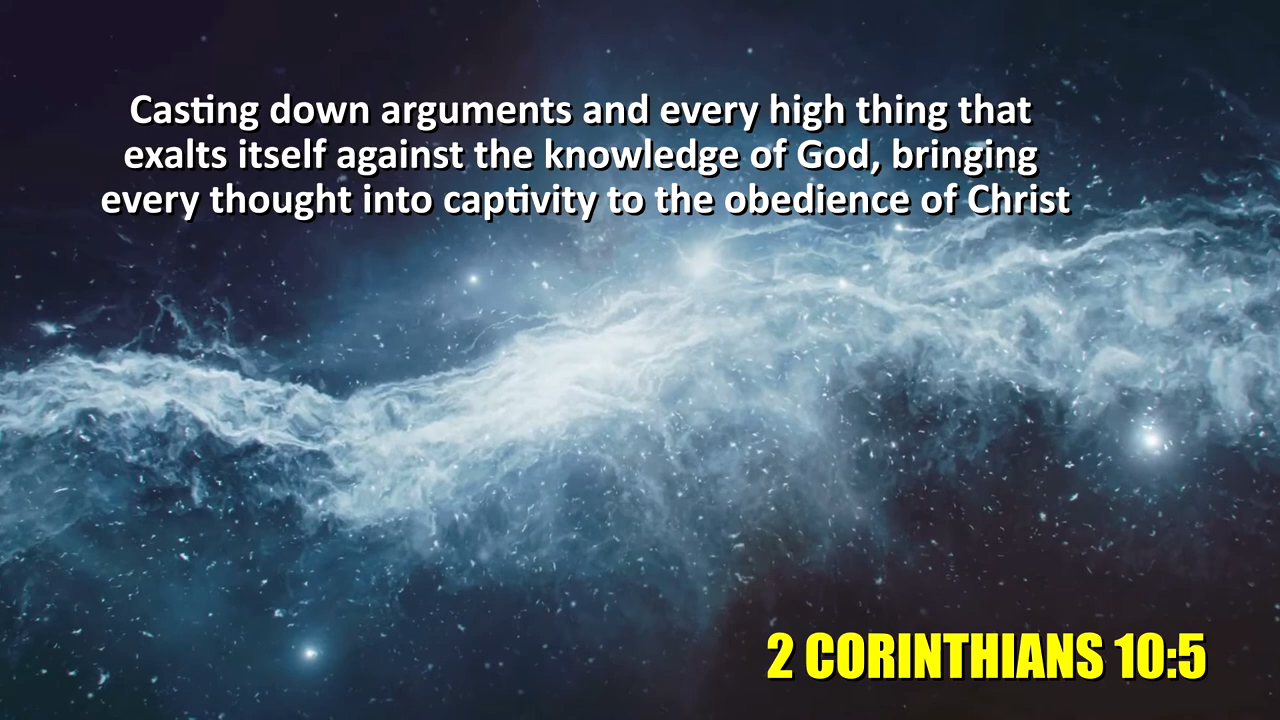 Casting down arguments and every high thing that
exalts itself against the knowledge of God, bringing
every thought into captivity to the obedience of Christ
2 CORINTHIANS 10:5